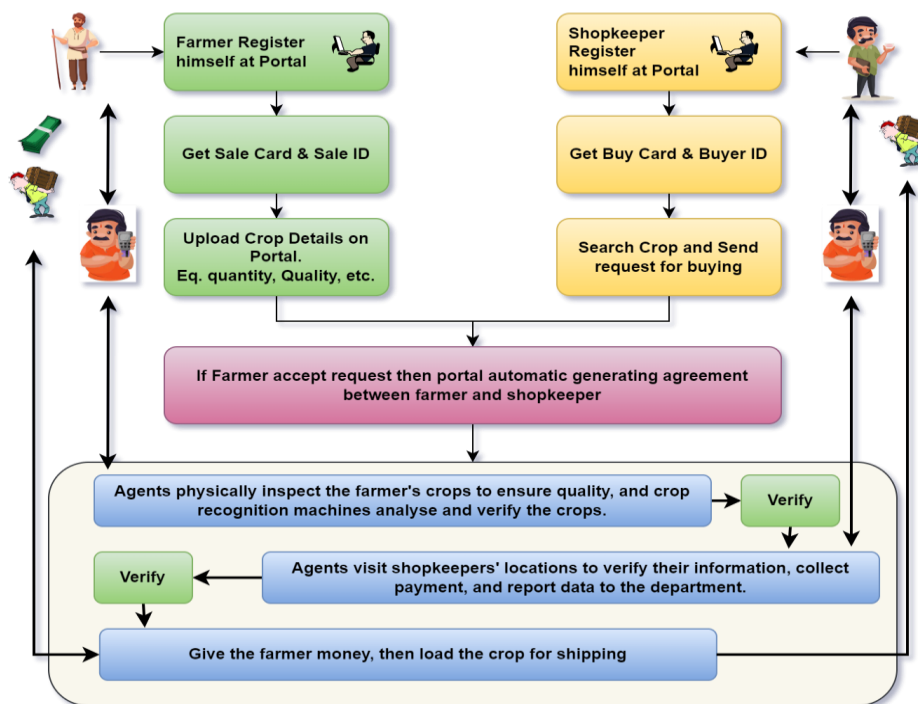 Farmer Register
himself at Portal
Shopkeeper
Register
himself at Portal
Get Sale Card & Sale ID
Get Buy Card & Buyer ID
Upload Crop Details on
Portal.
Eq. quantity, Quality, etc.
Search Crop and Send
request for buying
If Farmer accept request then portal automatic generating agreement
between farmer and shopkeeper
Agents physically inspect the farmer's crops to ensure quality, and crop
recognition machines analyse and verify the crops.
Verify
Agents visit shopkeepers' locations to verify their information, collect
payment, and report data to the department.
Verify
Give the farmer money, then load the crop for shipping